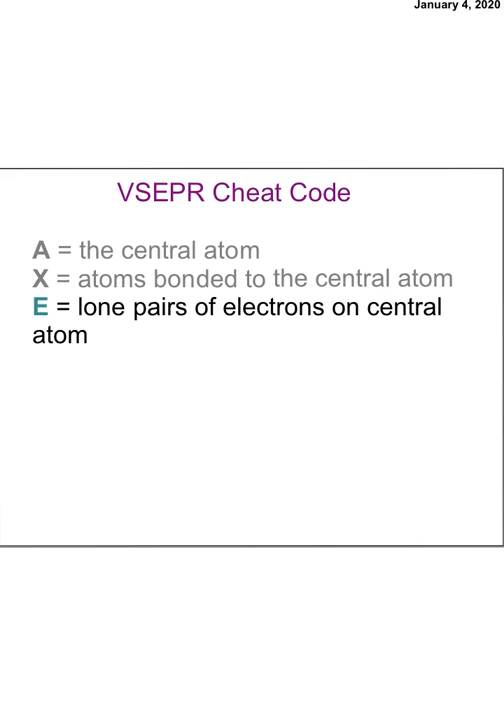 January 4, 2020
VSEPR Cheat Code
A = the central atom
X = atoms bonded to the central atom
E = lone pairs of electrons on central
atom